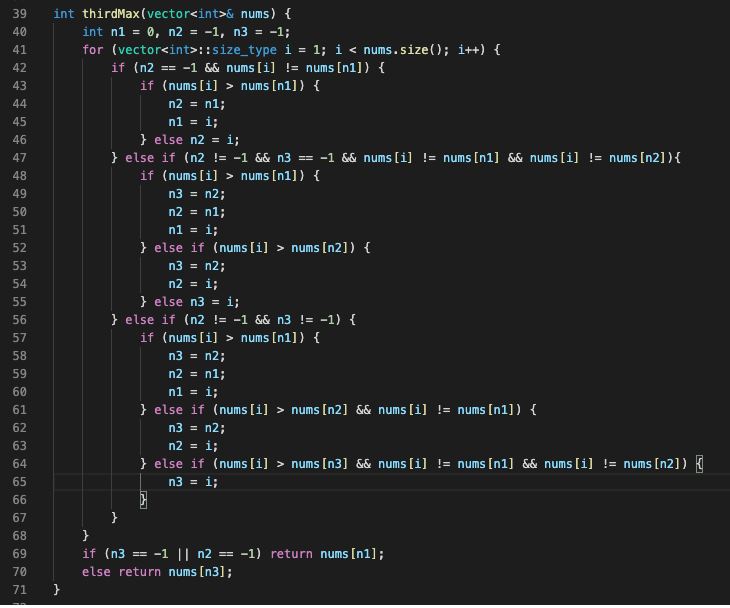 39 int thirdMax(vector<int>& nums) {
40     int n1 = 0, n2 = -1, n3 = -1;
41     for (vector<int>::size_type i = 1; i < nums.size(); i++) {
42         if (n2 == -1 && nums[i] != nums[n1]) {
43             if (nums[i] > nums[n1]) {
44                 n2 = n1;
45                 n1 = i;
46             } else n2 = i;
47         } else if (n2 != -1 && n3 == -1 && nums[i] != nums[n1] && nums[i] != nums[n2]){
48             if (nums[i] > nums[n1]) {
49                 n3 = n2;
50                 n2 = n1;
51                 n1 = i;
52             } else if (nums[i] > nums[n2]) {
53                 n3 = n2;
54                 n2 = i;
55             } else n3 = i;
56         } else if (n2 != -1 && n3 != -1) {
57             if (nums[i] > nums[n1]) {
58                 n3 = n2;
59                 n2 = n1;
60                 n1 = i;
61             } else if (nums[i] > nums[n2] && nums[i] != nums[n1]) {
62                 n3 = n2;
63                 n2 = i;
64             } else if (nums[i] > nums[n3] && nums[i] != nums[n1] && nums[i] != nums[n2]) {
65                 n3 = i;
66             }
67         }
68     }
69     if (n3 == -1 || n2 == -1) return nums[n1];
70     else return nums[n3];
71 }